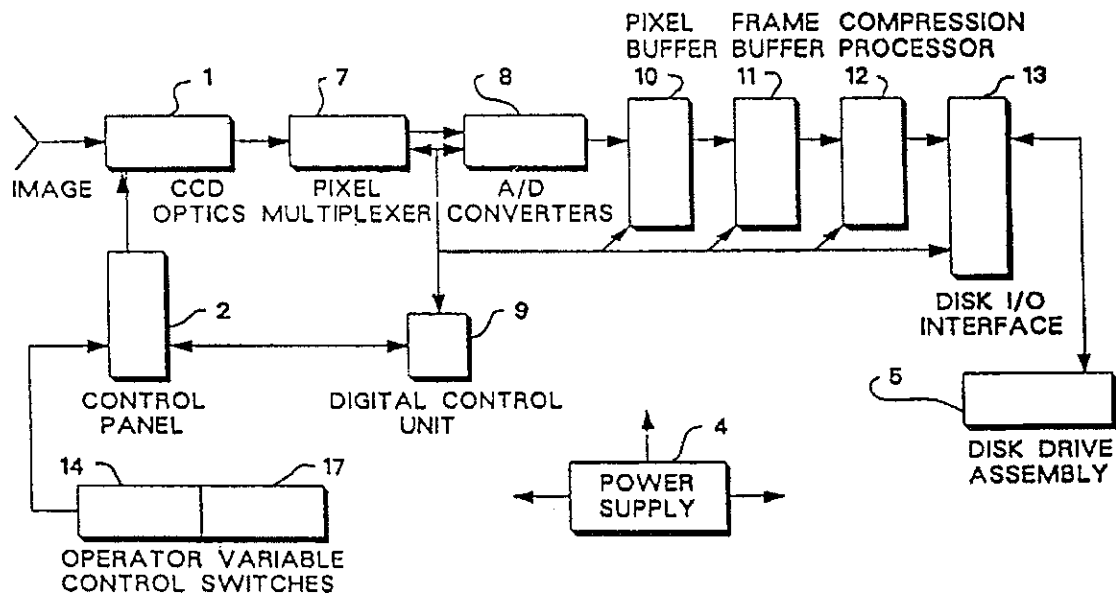 PIXEL FRAME COMPRESSION
BUFFER BUFFER PROCESSOR
1
7
8
10
11
12
13
IMAGE
CCD
OPTICS
PIXEL
MULTIPLEXER
A/D
CONVERTERS
2
9
DISK I/O
INTERFACE
CONTROL
PANEL
DIGITAL CONTROL
UNIT
5
DISK DRIVE
ASSEMBLY
14
17
4
POWER
SUPPLY
OPERATOR VARIABLE
CONTROL SWITCHES